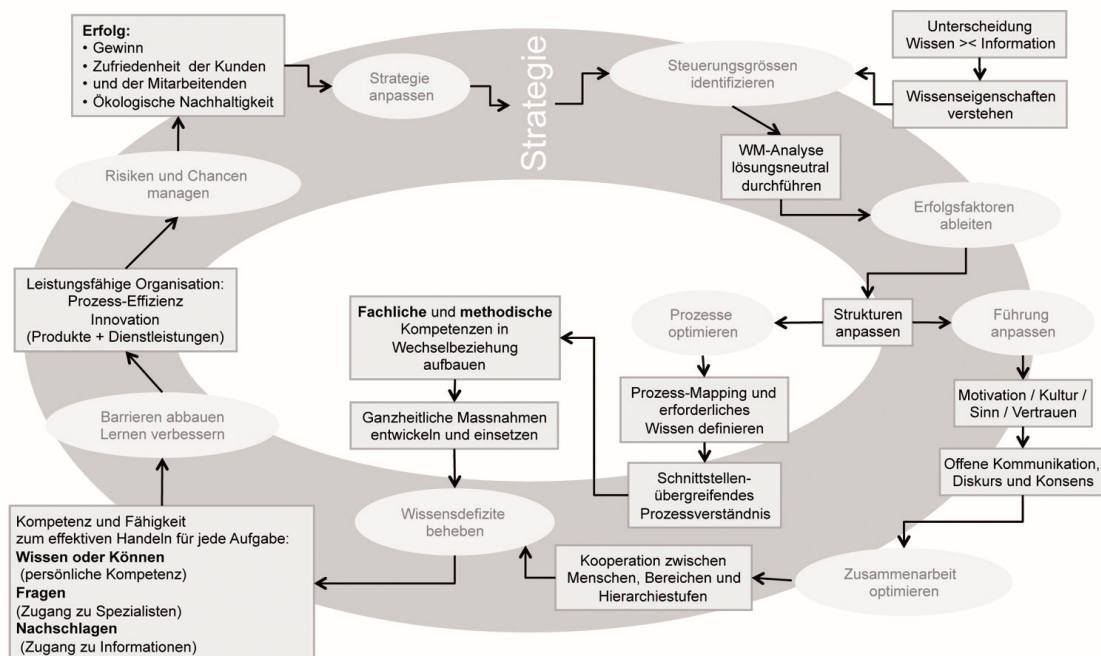 Erfolg:
• Gewinn
• Zufriedenheit der Kunden
• und der Mitarbeitenden
• Ökologische Nachhaltigkeit
Strategie
anpassen
Strategie
Steuerungsgrössen
identifizieren
Unterscheidung
Wissen >< Information
Wissenseigenschaften
verstehen
WM-Analyse
lösungsneutral
durchführen
Erfolgsfaktoren
ableiten
Strukturen
anpassen
Prozesse
optimieren
Führung
anpassen
Prozess-Mapping und
erforderliches
Wissen definieren
Schnittstellen-
übergreifendes
Prozessverständnis
Fachliche und methodische
Kompetenzen in
Wechselbeziehung
aufbauen
Ganzheitliche Massnahmen
entwickeln und einsetzen
Motivation / Kultur /
Sinn / Vertrauen
Offene Kommunikation,
Diskurs und Konsens
Zusammenarbeit
optimieren
Kooperation zwischen
Menschen, Bereichen und
Hierarchiestufen
Wissensdefizite
beheben
Kompetenz und Fähigkeit
zum effektiven Handeln für jede Aufgabe:
Wissen oder Können
(persönliche Kompetenz)
Fragen
(Zugang zu Spezialisten)
Nachschlagen
(Zugang zu Informationen)
Barrieren abbauen
Lernen verbessern
Leistungsfähige Organisation:
Prozess-Effizienz
Innovation
(Produkte + Dienstleistungen)
Risiken und Chancen
managen